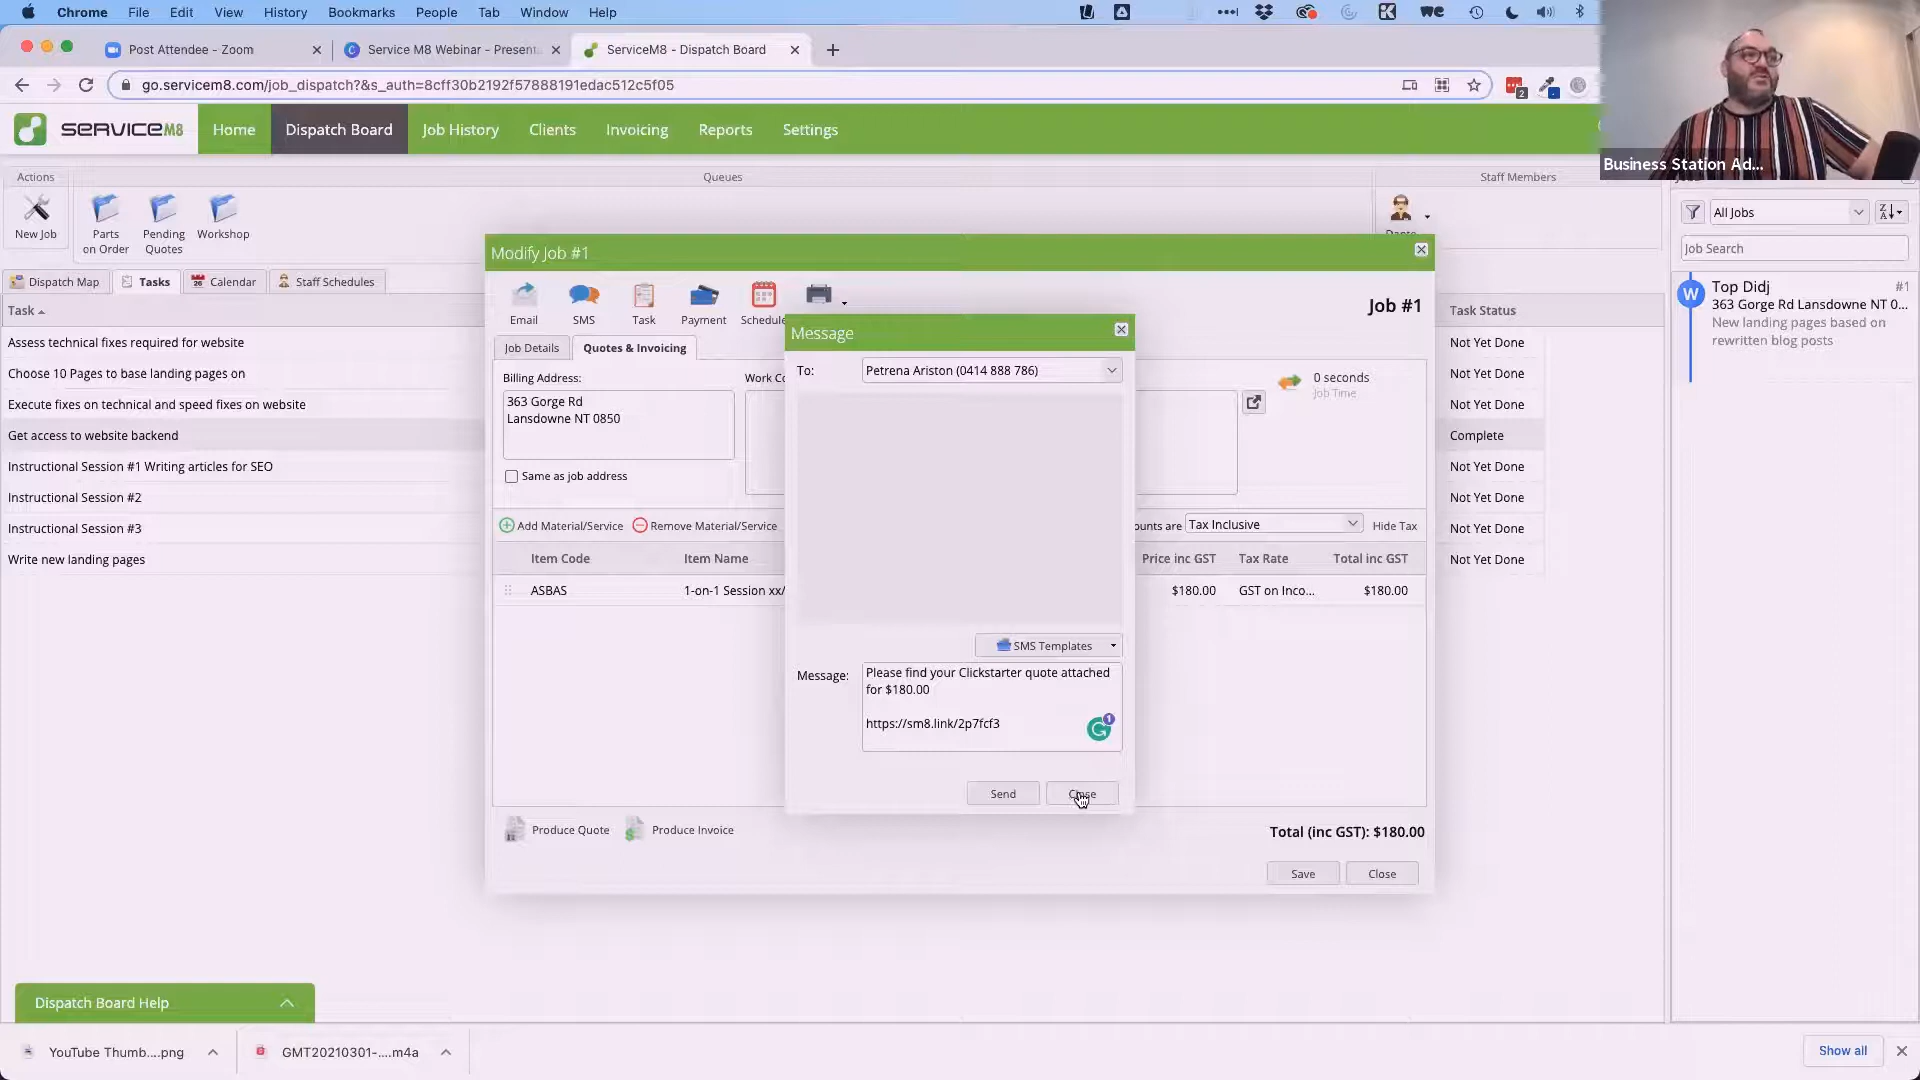 Chrome File Edit View History Bookmarks People Tab Window Help
Post Attendee - Zoom
Service M8 Webinar - Present
ServiceM8 - Dispatch Board
go.servicem8.com/job_dispatch?&s_auth=8cff30b2192f57888191edac512c5f05
2
SERVICEM8
Home Dispatch Board Job History Clients Invoicing Reports Settings
Business Station Ad...
Actions
Queues
Staff Members
New Job
Parts on Order
Pending Quotes
Workshop
All Jobs
Job Search
Dispatch Map Tasks Calendar Staff Schedules
Task
Task Status
Assess technical fixes required for website
Not Yet Done
Choose 10 Pages to base landing pages on
Not Yet Done
Execute fixes on technical and speed fixes on website
Not Yet Done
Get access to website backend
Complete
Instructional Session #1 Writing articles for SEO
Not Yet Done
Instructional Session #2
Not Yet Done
Instructional Session #3
Not Yet Done
Write new landing pages
Not Yet Done
W
Top Didj #1
363 Gorge Rd Lansdowne NT 0...
New landing pages based on
rewritten blog posts
Modify Job #1
Email SMS Task Payment Schedule
Job #1
Job Details Quotes & Invoicing
Billing Address:
363 Gorge Rd
Lansdowne NT 0850
Work Co
Same as job address
0 seconds
Job Time
Add Material/Service Remove Material/Service
ounts are Tax Inclusive Hide Tax
Item Code Item Name Price inc GST Tax Rate Total inc GST
ASBAS 1-on-1 Session xx/ $180.00 GST on Inco... $180.00
Message
To: Petrena Ariston (0414 888 786)
SMS Templates
Message: Please find your Clickstarter quote attached
for $180.00
https://sm8.link/2p7fcf3
1
Send Close
Produce Quote Produce Invoice
Total (inc GST): $180.00
Save Close
Dispatch Board Help
YouTube Thumb....png
GMT20210301-....m4a
Show all